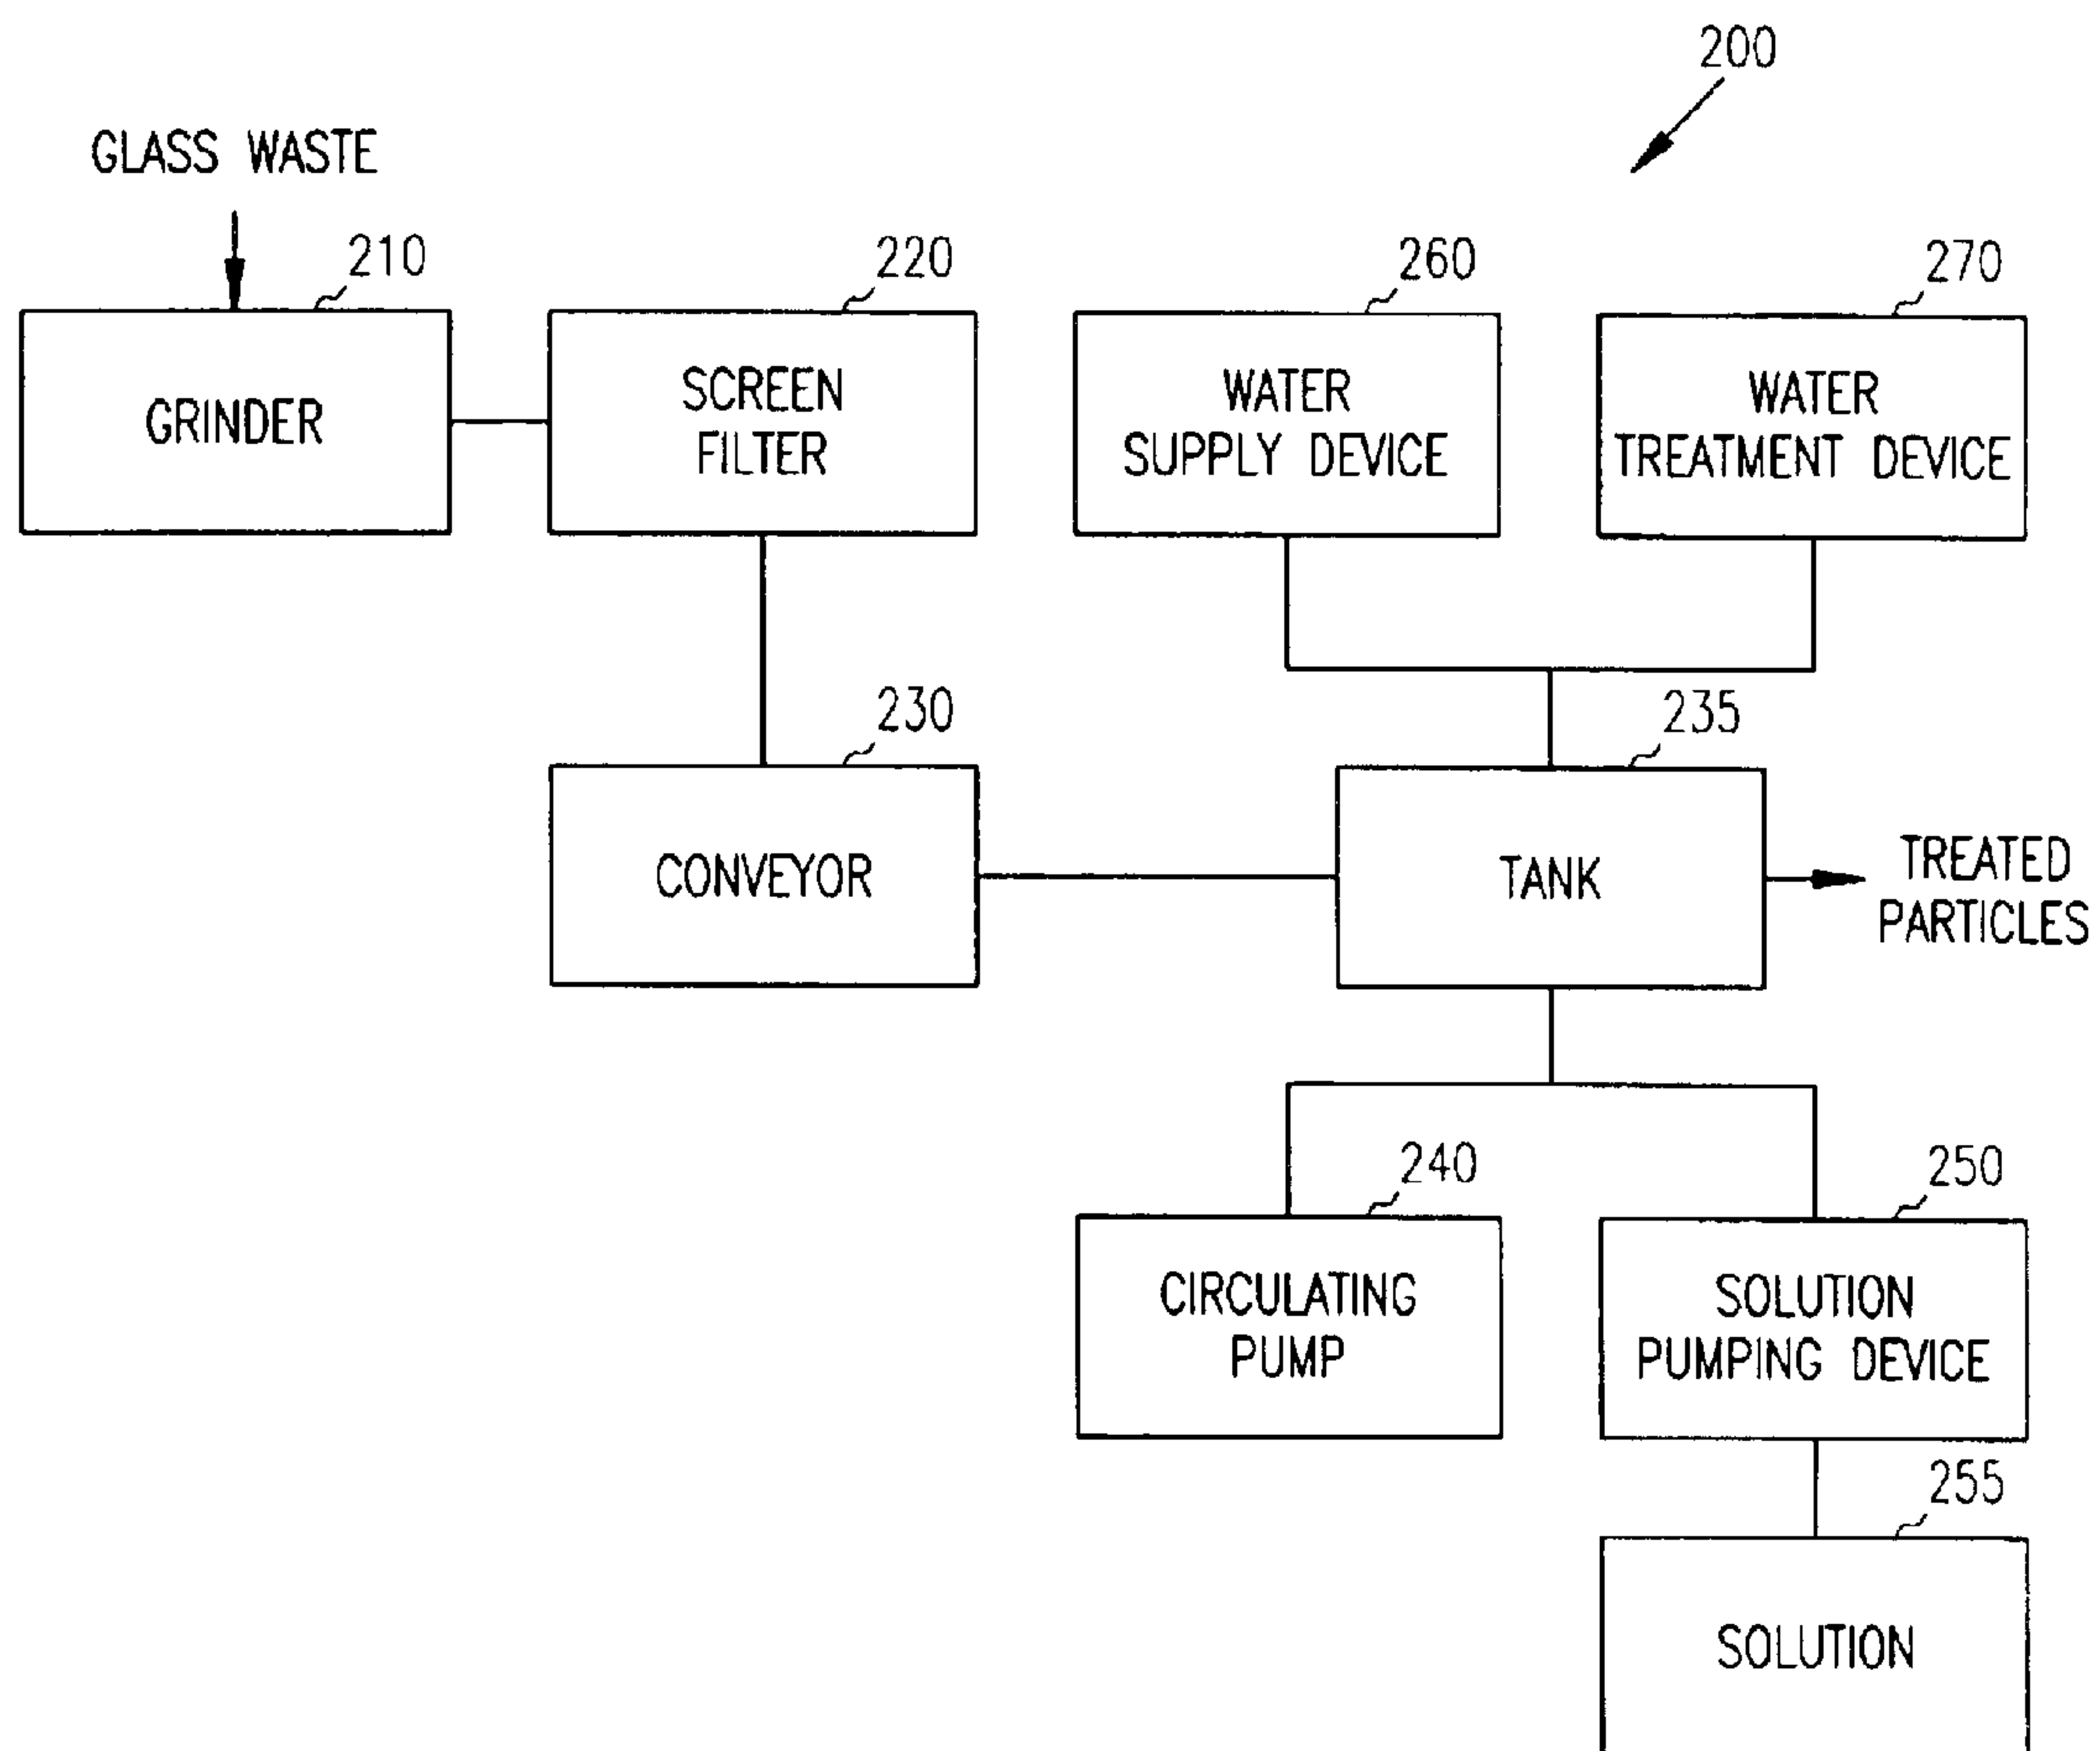 200
GLASS WASTE
210
220
260
270
GRINDER
SCREEN
FILTER
WATER
SUPPLY DEVICE
WATER
TREATMENT DEVICE
230
235
CONVEYOR
TANK
TREATED
PARTICLES
240
250
CIRCULATING
PUMP
SOLUTION
PUMPING DEVICE
255
SOLUTION